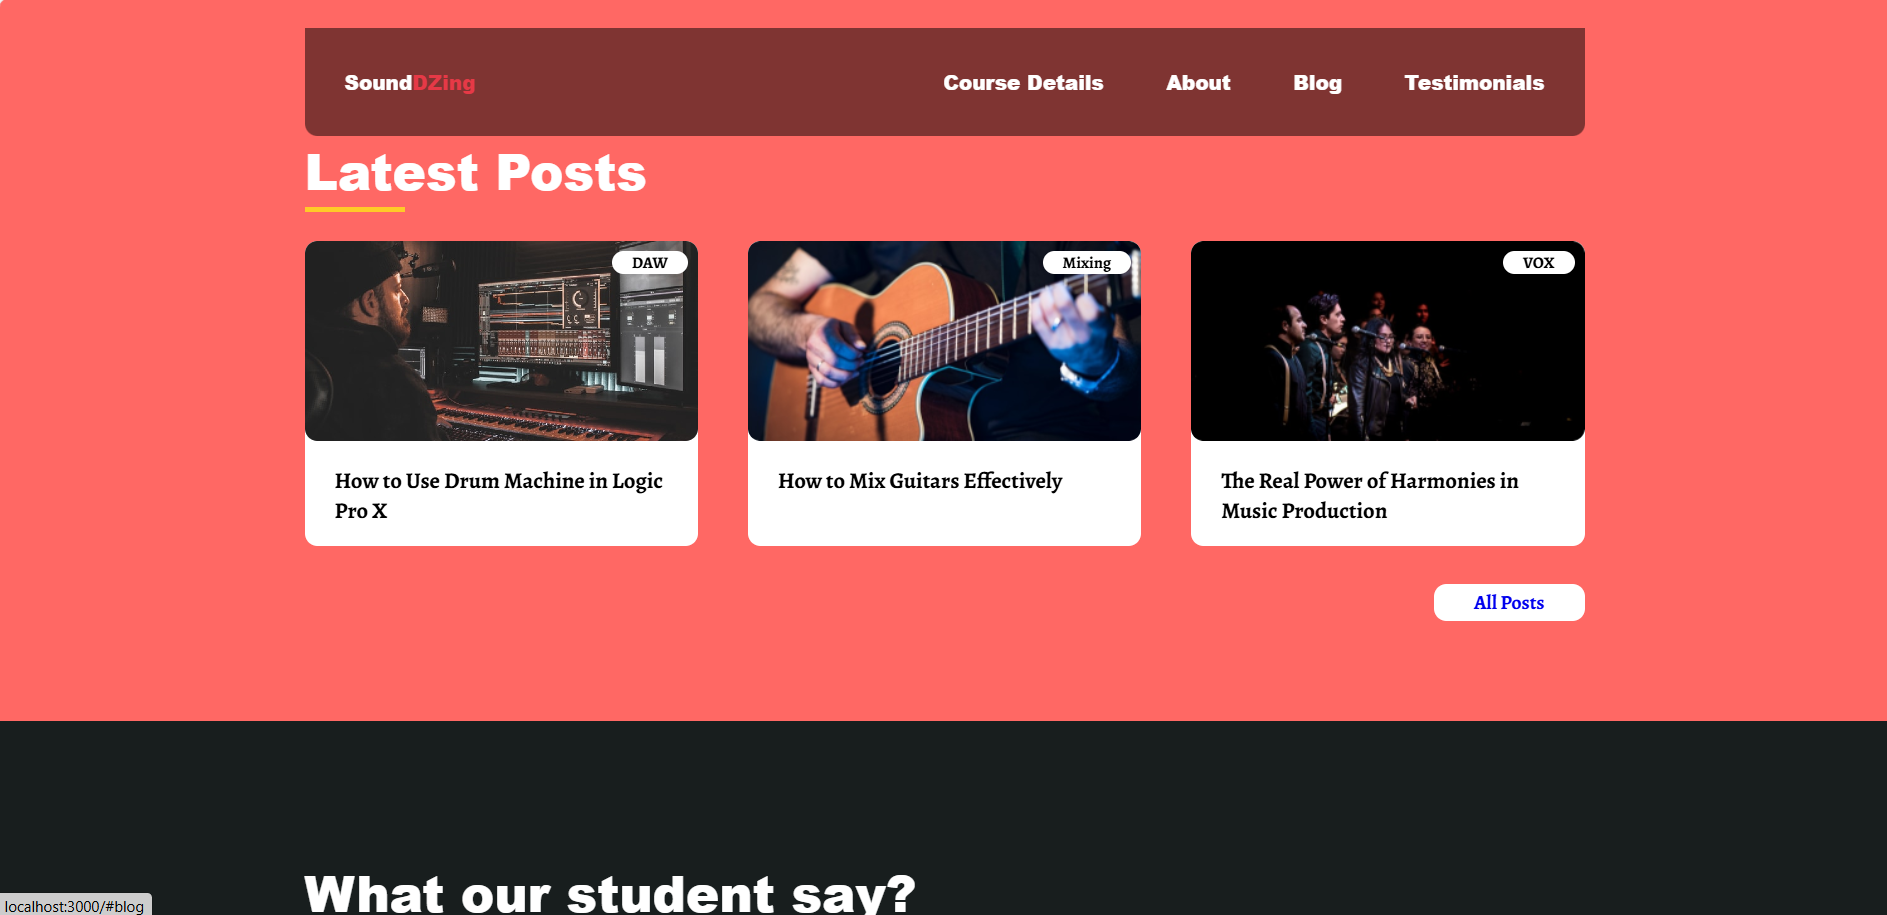 SoundDZing
Course Details
About
Blog
Testimonials
Latest Posts
DAW
Mixing
VOX
How to Use Drum Machine in Logic
Pro X
How to Mix Guitars Effectively
The Real Power of Harmonies in
Music Production
All Posts
What our student say?
localhost:3000/#blog